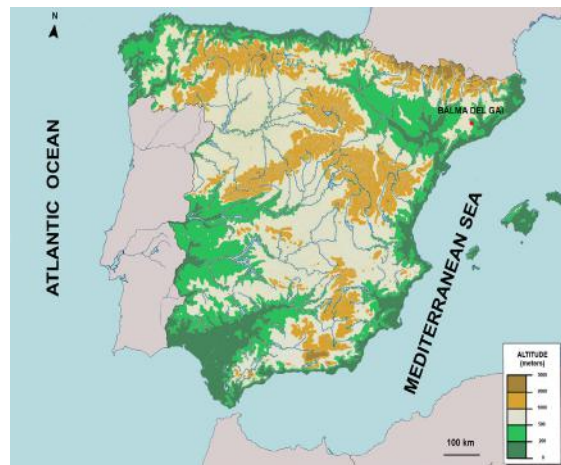 N
BALMA DEL GAI
ATLANTIC OCEAN
MEDITERRANEAN SEA
ALTITUDE
(meters)
100 km